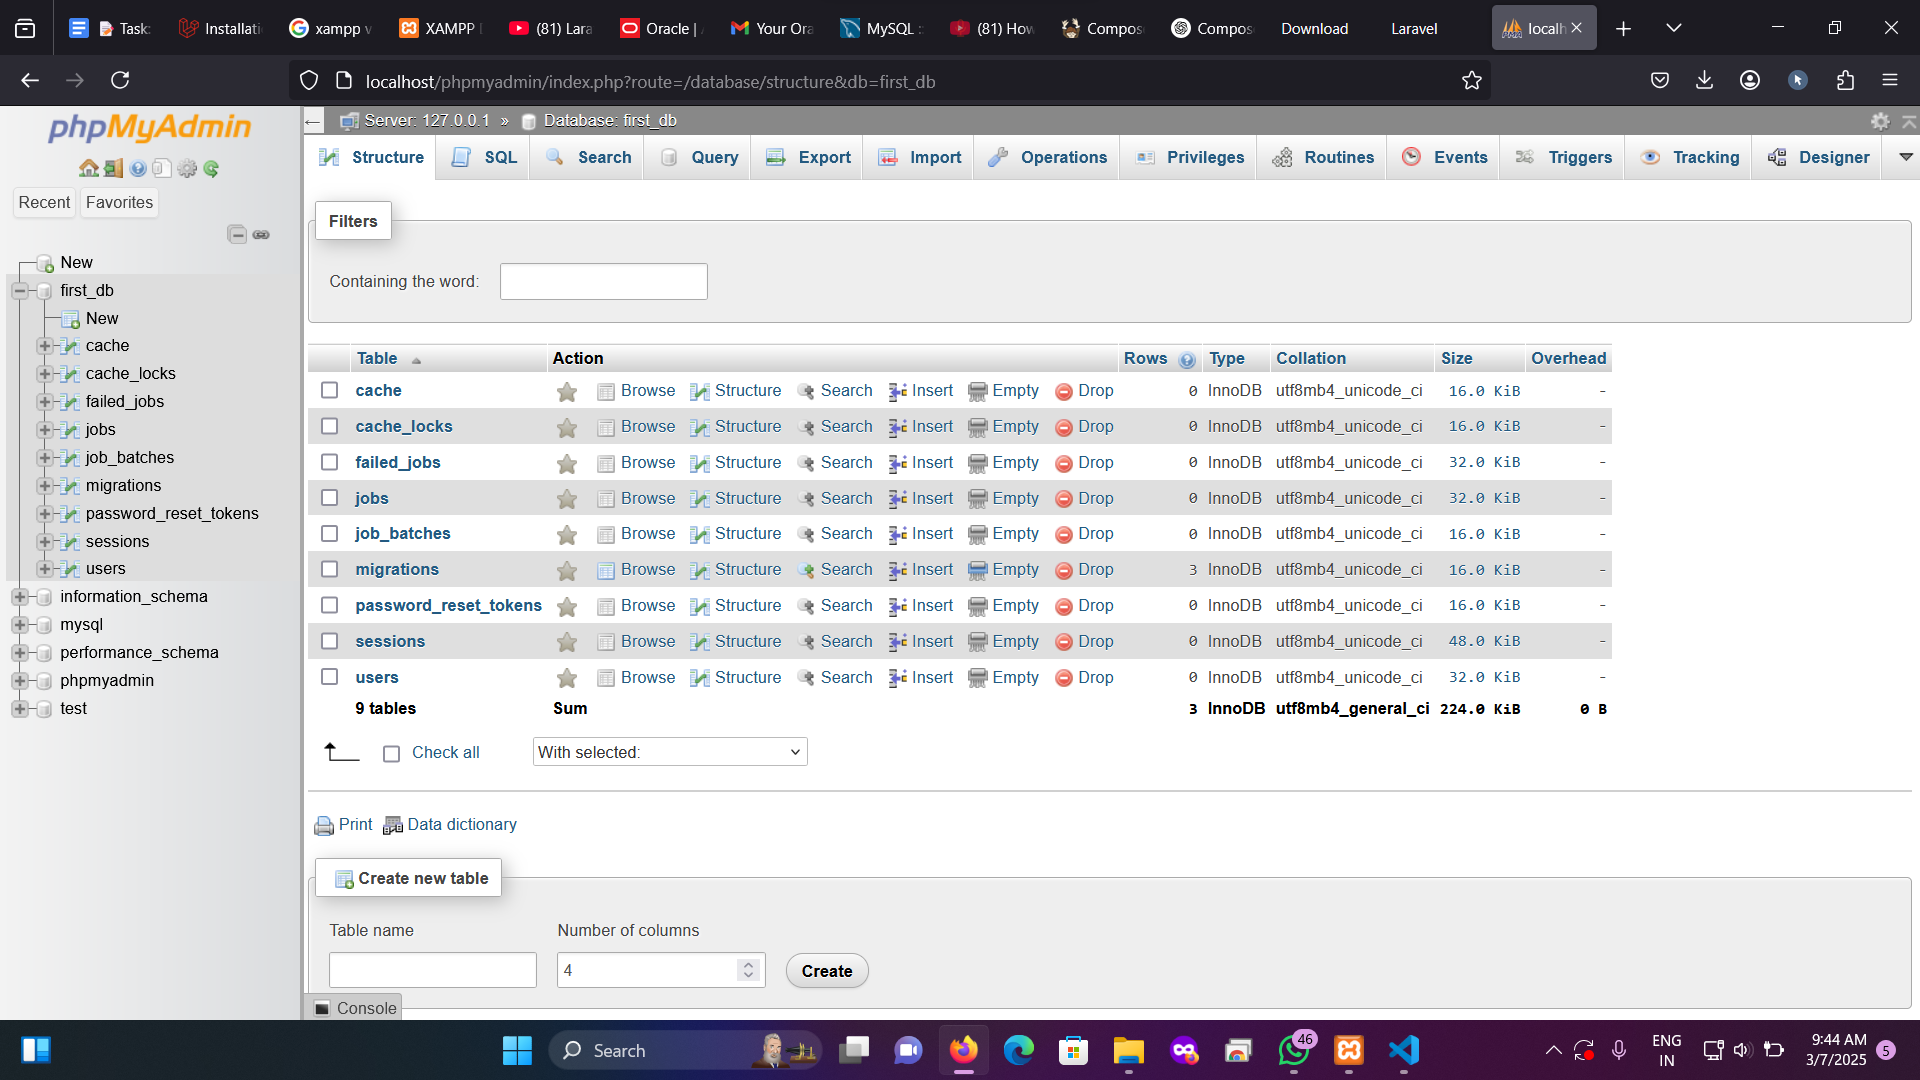 Task: Installati xampp v XAMPP (81) Lara Oracle | Your Ora MySQL :: (81) How Compos Compos Download Laravel localh
localhost/phpmyadmin/index.php?route=/database/structure&db=first_db
phpMyAdmin
Recent Favorites
New
first_db
New
cache
cache_locks
failed_jobs
jobs
job_batches
migrations
password_reset_tokens
sessions
users
information_schema
mysql
performance_schema
phpmyadmin
test
Server: 127.0.0.1 » Database: first_db
Structure SQL Search Query Export Import Operations Privileges Routines Events Triggers Tracking Designer
Filters
Containing the word:
Table Action Rows Type Collation Size Overhead
cache Browse Structure Search Insert Empty Drop 0 InnoDB utf8mb4_unicode_ci 16.0 KiB -
cache_locks Browse Structure Search Insert Empty Drop 0 InnoDB utf8mb4_unicode_ci 16.0 KiB -
failed_jobs Browse Structure Search Insert Empty Drop 0 InnoDB utf8mb4_unicode_ci 32.0 KiB -
jobs Browse Structure Search Insert Empty Drop 0 InnoDB utf8mb4_unicode_ci 32.0 KiB -
job_batches Browse Structure Search Insert Empty Drop 0 InnoDB utf8mb4_unicode_ci 16.0 KiB -
migrations Browse Structure Search Insert Empty Drop 3 InnoDB utf8mb4_unicode_ci 16.0 KiB -
password_reset_tokens Browse Structure Search Insert Empty Drop 0 InnoDB utf8mb4_unicode_ci 16.0 KiB -
sessions Browse Structure Search Insert Empty Drop 0 InnoDB utf8mb4_unicode_ci 48.0 KiB -
users Browse Structure Search Insert Empty Drop 0 InnoDB utf8mb4_unicode_ci 32.0 KiB -
9 tables Sum 3 InnoDB utf8mb4_general_ci 224.0 KiB 0 B
Check all With selected:
Print Data dictionary
Create new table
Table name Number of columns
4 Create
Console
Search
46
ENG
IN
9:44 AM
3/7/2025
5